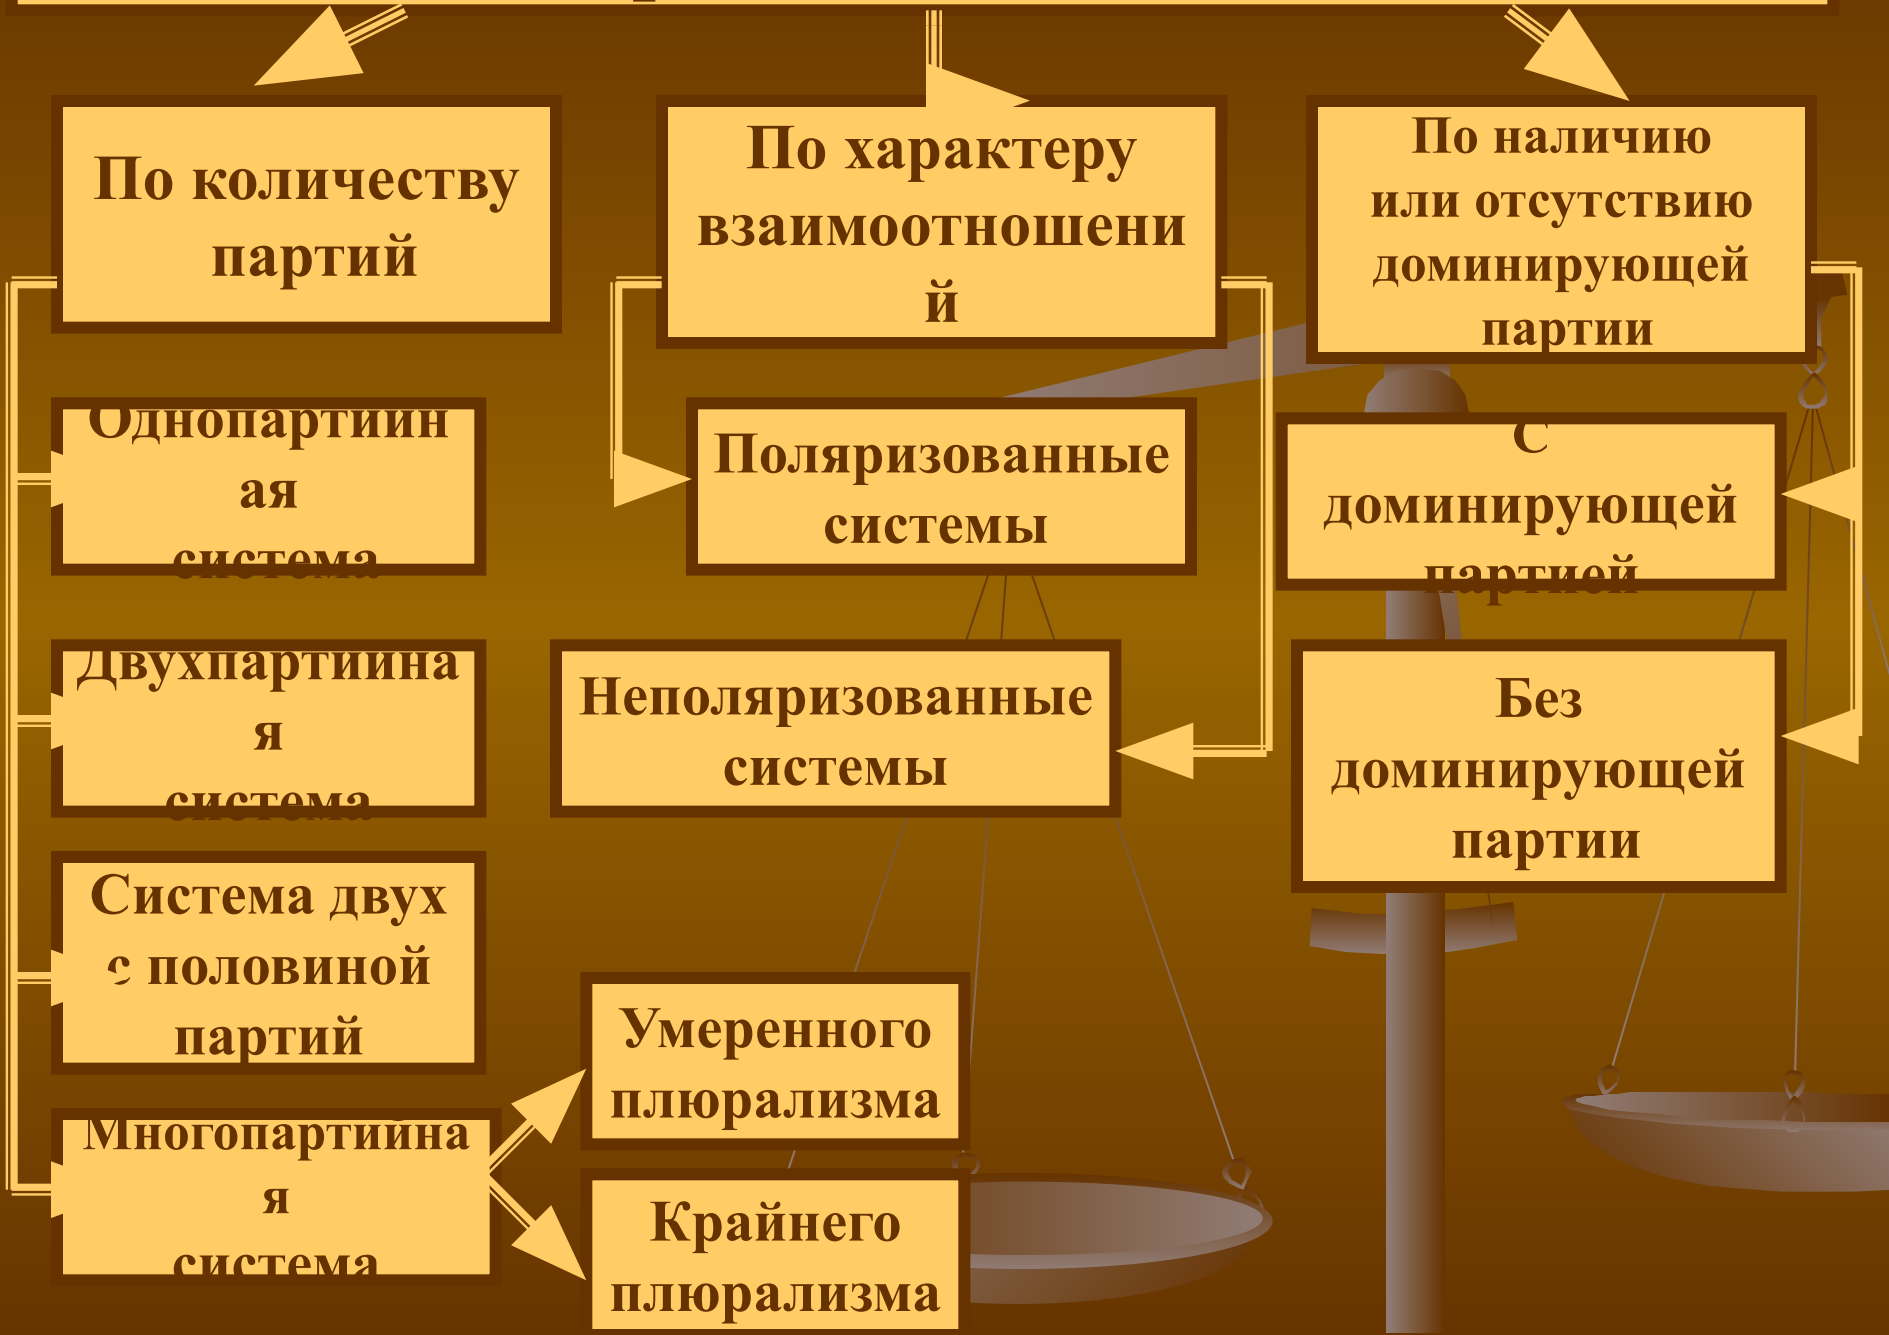 По количеству
партий
По характеру
взаимоотношени
й
По наличию
или отсутствию
доминирующей
партии
Однопартийн
ая
система
Двухпартийна
я
система
Система двух
с половиной
партий
Многопартийна
я
система
Поляризованные
системы
Неполяризованные
системы
Умеренного
плюрализма
Крайнего
плюрализма
С
доминирующей
партией
Без
доминирующей
партии